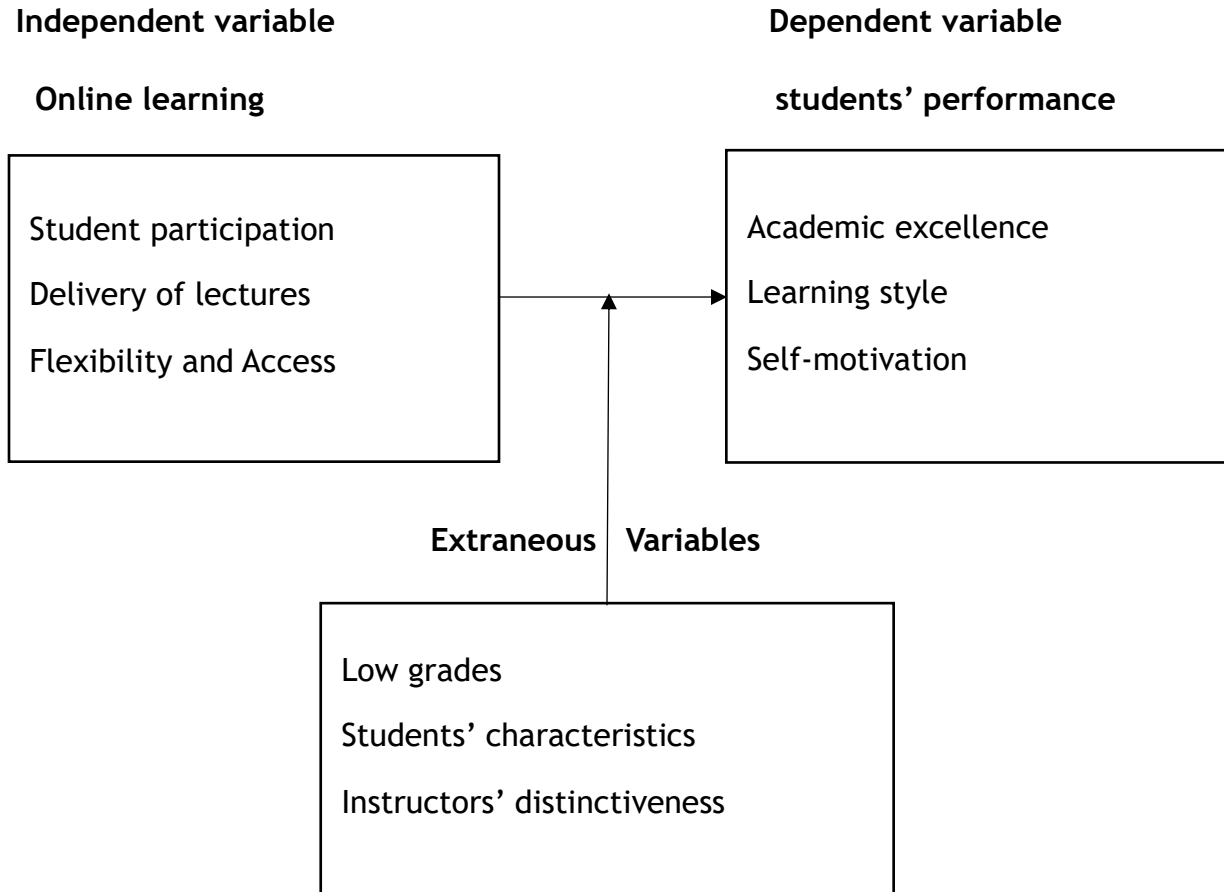 Independent variable
Dependent variable
Online learning
students’ performance
Student participation
Delivery of lectures
Flexibility and Access
Academic excellence
Learning style
Self-motivation
Extraneous Variables
Low grades
Students’ characteristics
Instructors’ distinctiveness